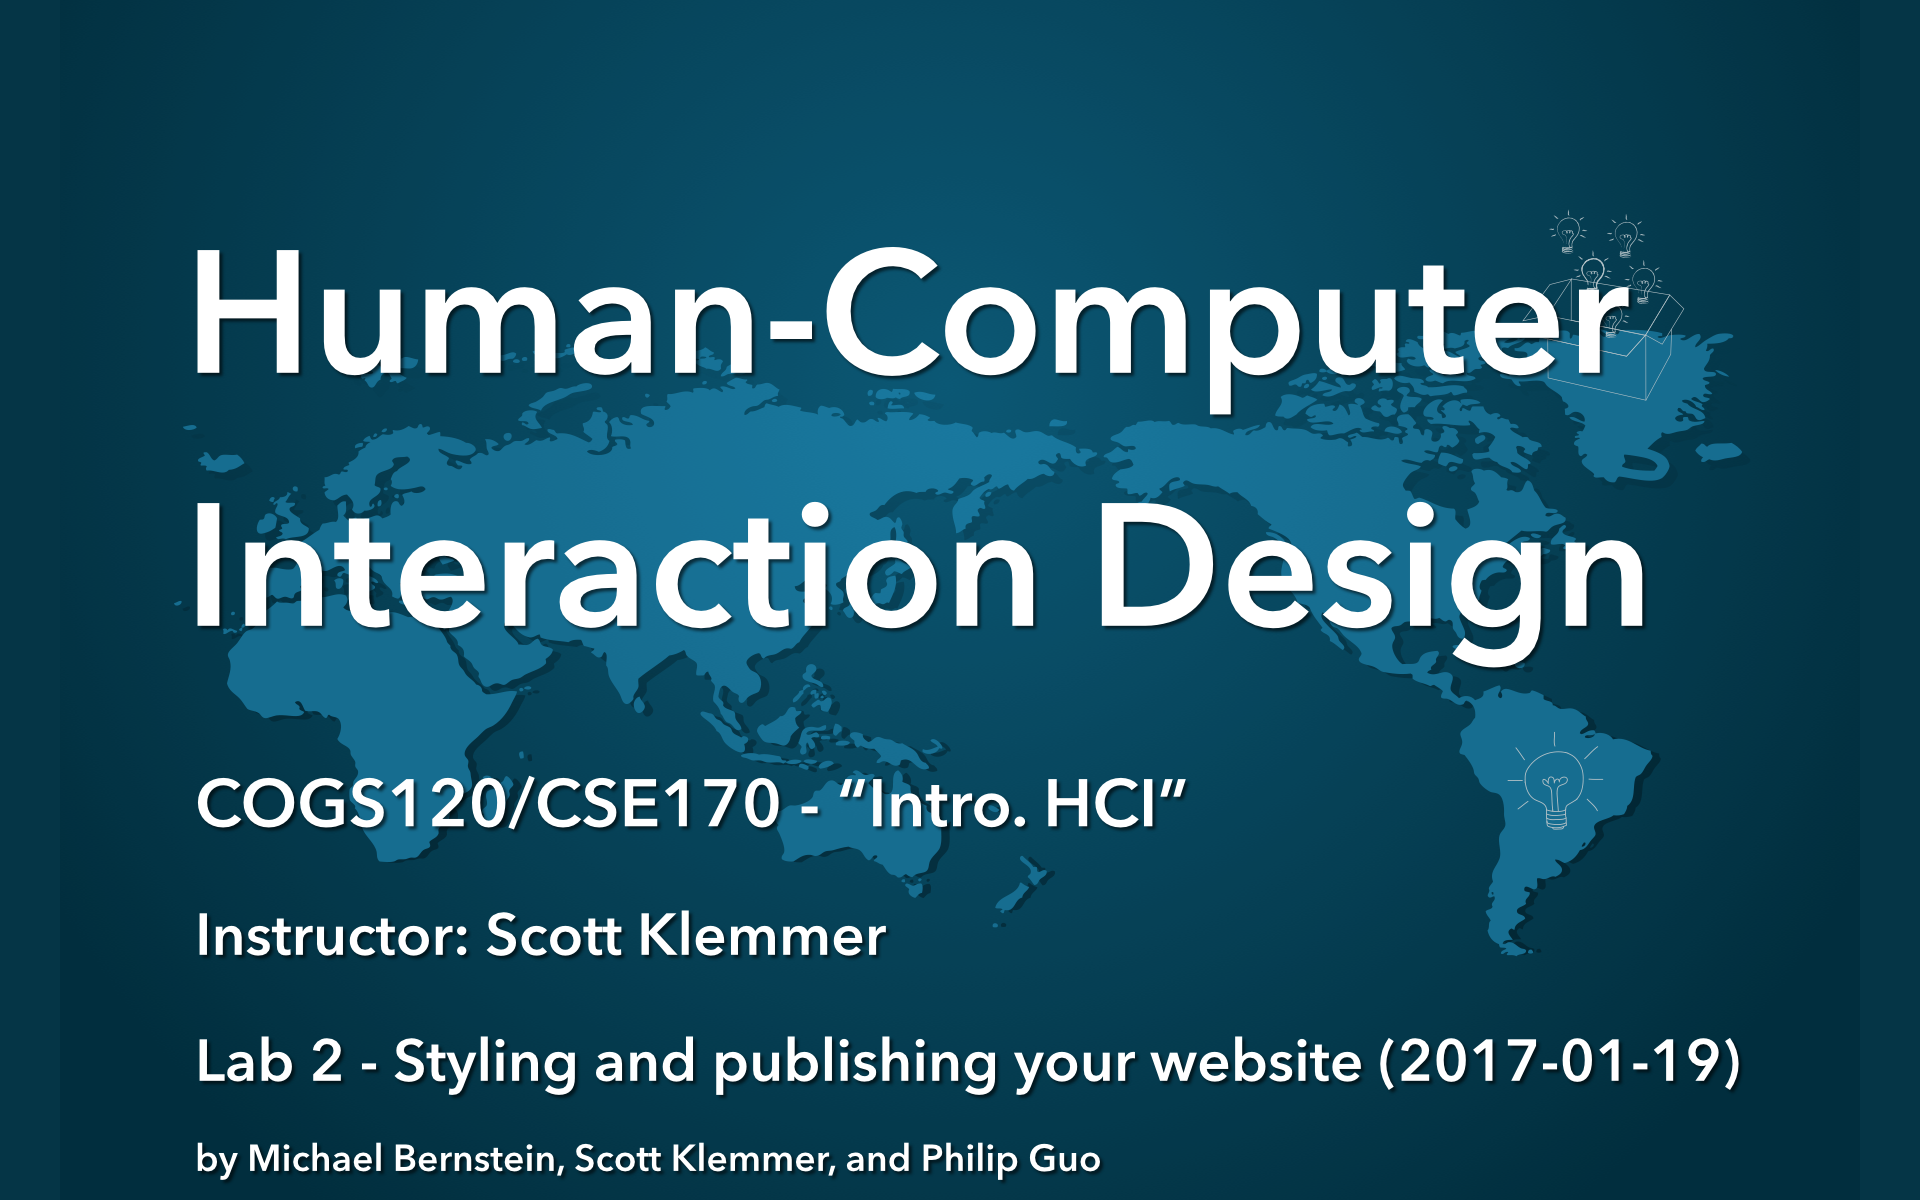 Human-Computer
Interaction Design
COGS120/CSE170 - “Intro. HCI”
Instructor: Scott Klemmer
Lab 2 - Styling and publishing your website (2017-01-19)
by Michael Bernstein, Scott Klemmer, and Philip Guo